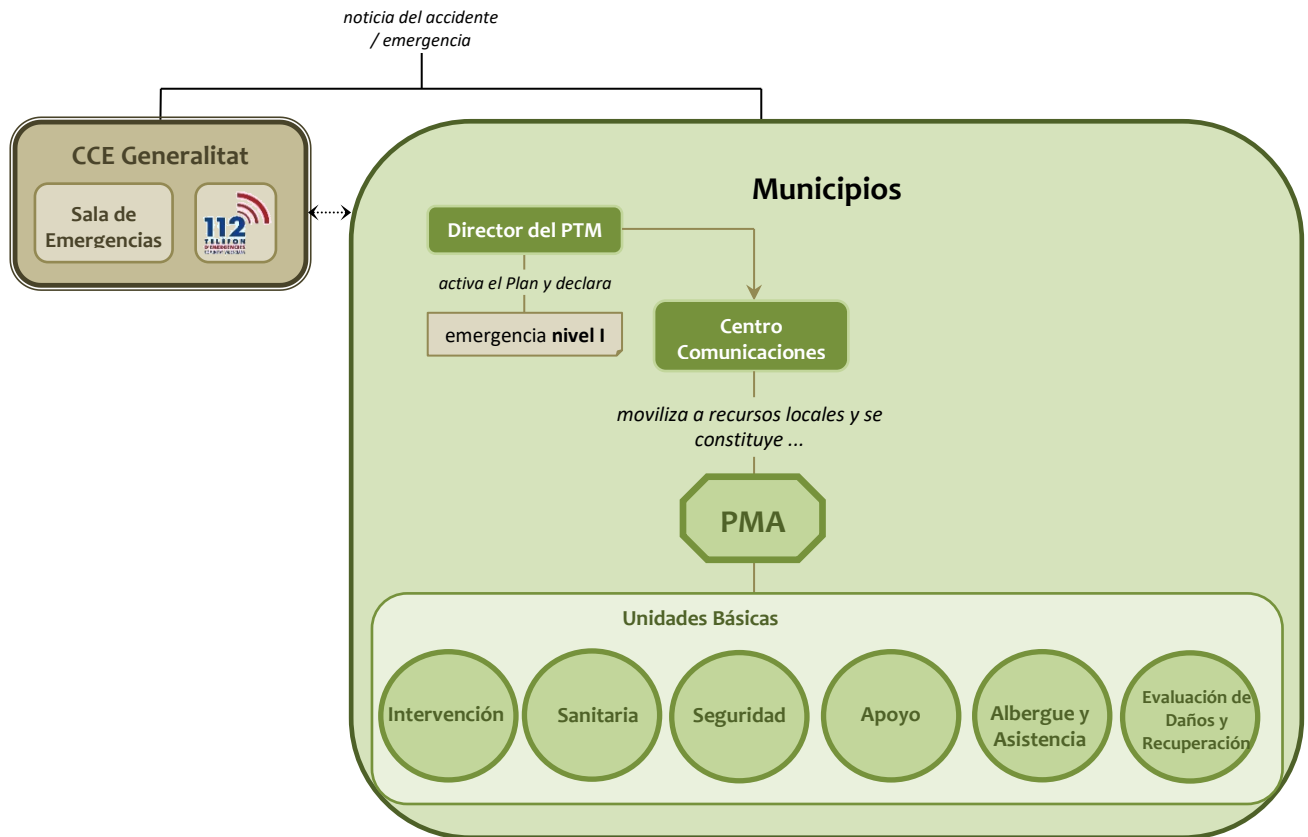 noticia del accidente
/ emergencia
CCE Generalitat
Sala de
Emergencias
112
TELÈFON
D'EMERGÈNCIES
Municipios
Director del PTM
activa el Plan y declara
emergencia nivel I
Centro
Comunicaciones
moviliza a recursos locales y se
constituye ...
PMA
Unidades Básicas
Intervención
Sanitaria
Seguridad
Apoyo
Albergue y
Asistencia
Evaluación de
Daños y
Recuperación